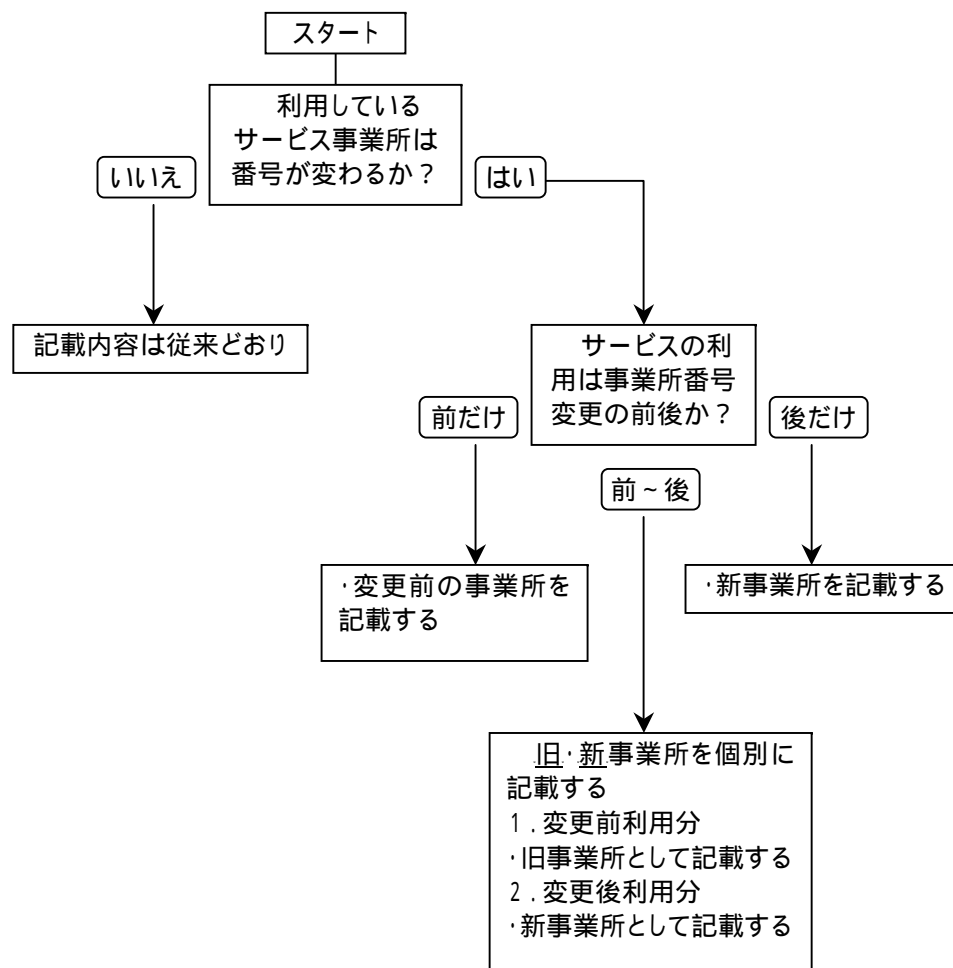 スタート
利用している
サービス事業所は
番号が変わるか？
いいえ
はい
記載内容は従来どおり
サービスの利
用は事業所番号
変更の前後か？
前だけ
後だけ
前～後
・変更前の事業所を
記載する
・新事業所を記載する
旧・新事業所を個別に
記載する
１．変更前利用分
・旧事業所として記載する
２．変更後利用分
・新事業所として記載する